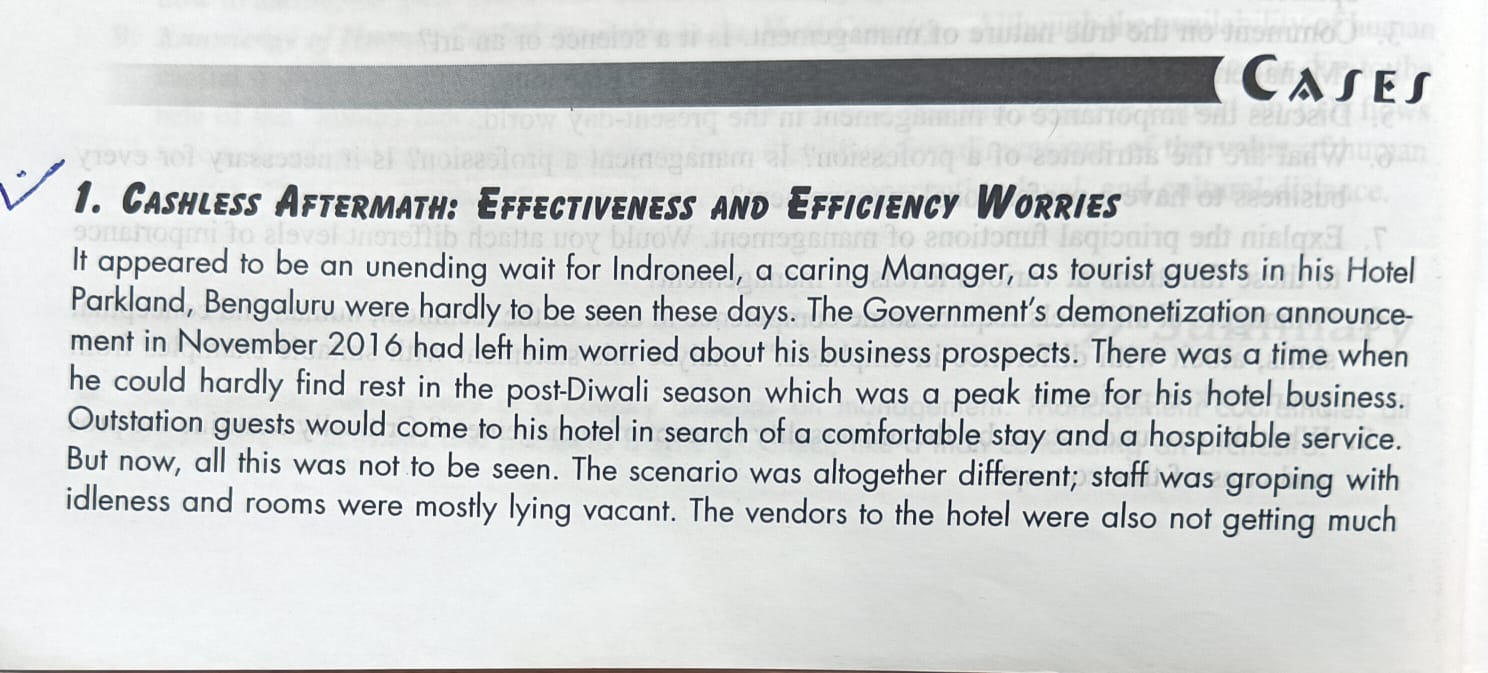 CASES
1. CASHLESS AFTERMATH: EFFECTIVENESS AND EFFICIENCY WORRIES
It appeared to be an unending wait for Indroneel, a caring Manager, as tourist guests in his Hotel
Parkland, Bengaluru were hardly to be seen these days. The Government's demonetization announce-
ment in November 2016 had left him worried about his business prospects. There was a time when
he could hardly find rest in the post-Diwali season which was a peak time for his hotel business.
Outstation guests would come to his hotel in search of a comfortable stay and a hospitable service.
But now, all this was not to be seen. The scenario was altogether different; staff was groping with
idleness and rooms were mostly lying vacant. The vendors to the hotel were also not getting much